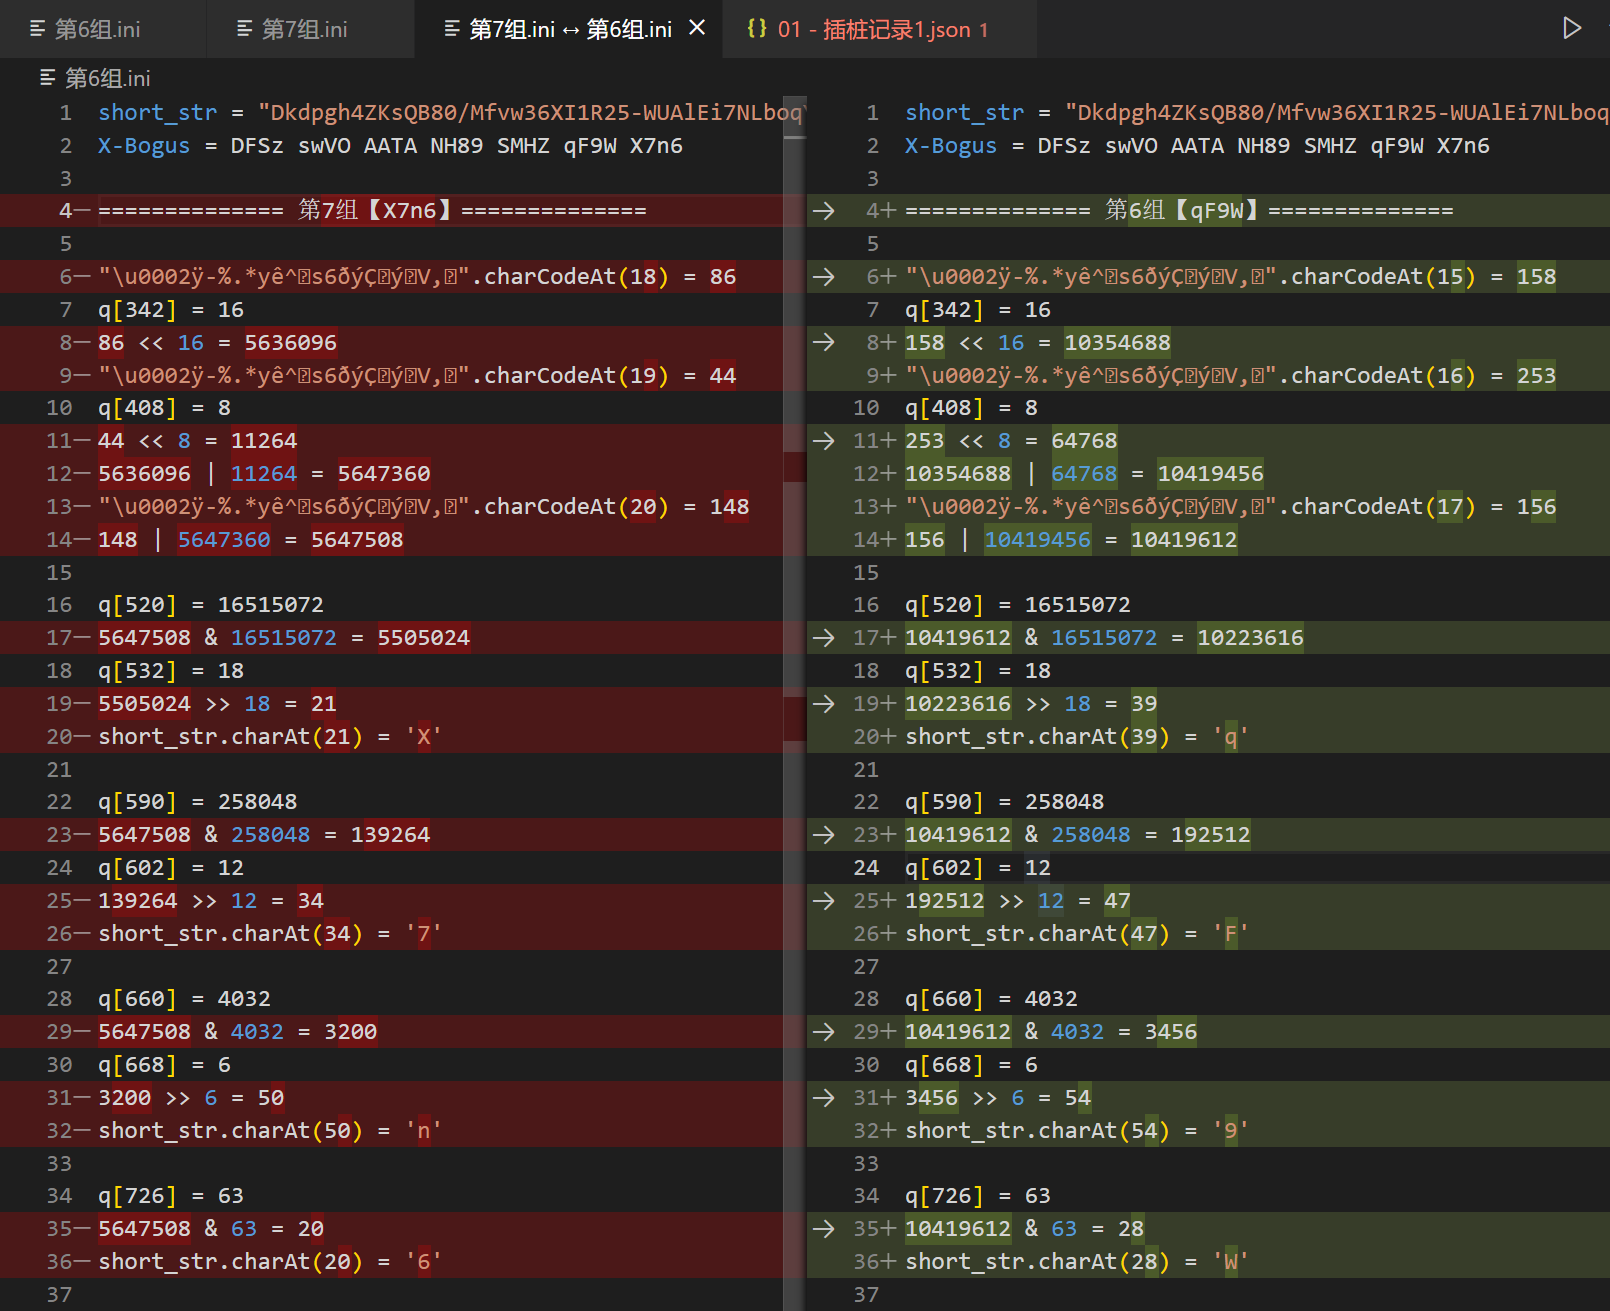 第6组.ini
第7组.ini
第7组.ini ↔ 第6组.ini ×
{} 01 - 插桩记录1.json 1
第6组.ini
1 short_str = "Dkdpgh4ZKsQB80/Mfvw36XI1R25-WUAlEi7NLboq
2 X-Bogus = DFSz swVO AATA NH89 SMHZ qF9W X7n6
3
4— ============== 第7组【X7n6】==============
5
6— "\u0002ÿ-%.*yê^s6ðýÇýV,".charCodeAt(18) = 86
7 q[342] = 16
8— 86 << 16 = 5636096
9— "\u0002ÿ-%.*yê^s6ðýÇýV,".charCodeAt(19) = 44
10 q[408] = 8
11— 44 << 8 = 11264
12— 5636096 | 11264 = 5647360
13— "\u0002ÿ-%.*yê^s6ðýÇýV,".charCodeAt(20) = 148
14— 148 | 5647360 = 5647508
15
16 q[520] = 16515072
17— 5647508 & 16515072 = 5505024
18 q[532] = 18
19— 5505024 >> 18 = 21
20— short_str.charAt(21) = 'X'
21
22 q[590] = 258048
23— 5647508 & 258048 = 139264
24 q[602] = 12
25— 139264 >> 12 = 34
26— short_str.charAt(34) = '7'
27
28 q[660] = 4032
29— 5647508 & 4032 = 3200
30 q[668] = 6
31— 3200 >> 6 = 50
32— short_str.charAt(50) = 'n'
33
34 q[726] = 63
35— 5647508 & 63 = 20
36— short_str.charAt(20) = '6'
37
1 short_str = "Dkdpgh4ZKsQB80/Mfvw36XI1R25-WUAlEi7NLboq
2 X-Bogus = DFSz swVO AATA NH89 SMHZ qF9W X7n6
3
→ 4+ ============== 第6组【qF9W】==============
5
→ 6+ "\u0002ÿ-%.*yê^s6ðýÇýV,".charCodeAt(15) = 158
7 q[342] = 16
→ 8+ 158 << 16 = 10354688
9+ "\u0002ÿ-%.*yê^s6ðýÇýV,".charCodeAt(16) = 253
10 q[408] = 8
→ 11+ 253 << 8 = 64768
12+ 10354688 | 64768 = 10419456
13+ "\u0002ÿ-%.*yê^s6ðýÇýV,".charCodeAt(17) = 156
14+ 156 | 10419456 = 10419612
15
16 q[520] = 16515072
→ 17+ 10419612 & 16515072 = 10223616
18 q[532] = 18
→ 19+ 10223616 >> 18 = 39
20+ short_str.charAt(39) = 'q'
21
22 q[590] = 258048
→ 23+ 10419612 & 258048 = 192512
24 q[602] = 12
→ 25+ 192512 >> 12 = 47
26+ short_str.charAt(47) = 'F'
27
28 q[660] = 4032
→ 29+ 10419612 & 4032 = 3456
30 q[668] = 6
→ 31+ 3456 >> 6 = 54
32+ short_str.charAt(54) = '9'
33
34 q[726] = 63
→ 35+ 10419612 & 63 = 28
36+ short_str.charAt(28) = 'W'
37